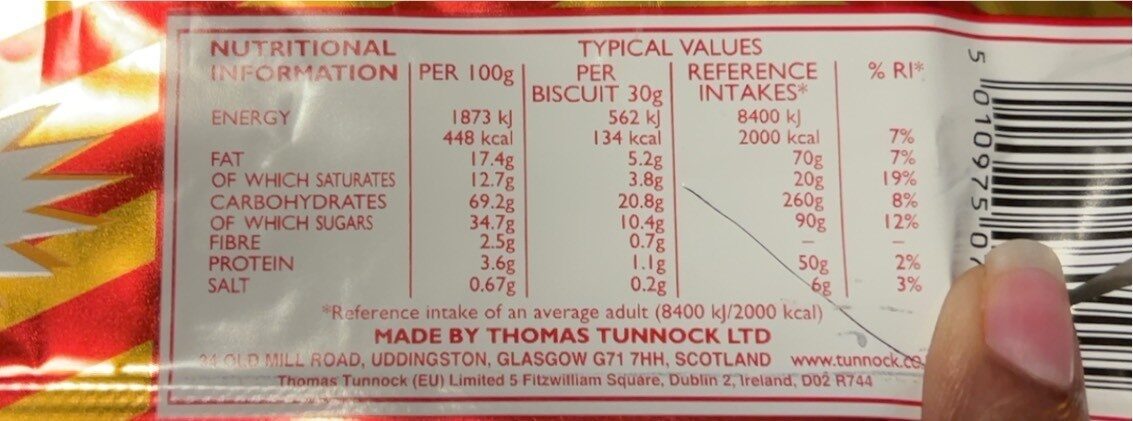 NUTRITIONAL TYPICAL VALUES
INFORMATION PER 100g PER REFERENCE % RI*
BISCUIT 30g INTAKES*
ENERGY 1873 kJ 562 kJ 8400 kJ
448 kcal 134 kcal 2000 kcal 7%
FAT 17.4g 5.2g 70g 7%
OF WHICH SATURATES 12.7g 3.8g 20g 19%
CARBOHYDRATES 69.2g 20.8g 260g 8%
OF WHICH SUGARS 34.7g 10.4g 90g 12%
FIBRE 2.5g 0.7g – –
PROTEIN 3.6g 1.1g 50g 2%
SALT 0.67g 0.2g 6g 3%
*Reference intake of an average adult (8400 kJ/2000 kcal)
MADE BY THOMAS TUNNOCK LTD
34 OLD MILL ROAD, UDDINGSTON, GLASGOW G71 7HH, SCOTLAND www.tunnock.co.
Thomas Tunnock (EU) Limited 5 Fitzwilliam Square, Dublin 2, Ireland, D02 R744
5 010975 0